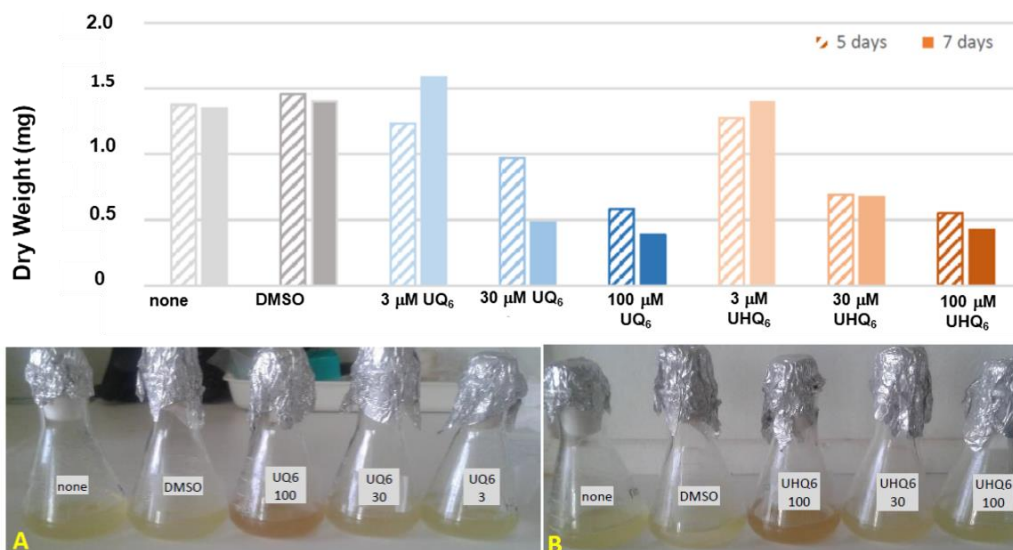 2.0
5 days
7 days
1.5
1.0
0.5
0
Dry Weight (mg)
none
DMSO
3 µM UQ₆
30 µM UQ₆
100 µM
UQ₆
3 µM
UHQ₆
30 µM
UHQ₆
100 µM
UHQ₆
none
DMSO
UQ6
100
UQ6
30
UQ6
3
A
none
DMSO
UHQ6
100
UHQ6
30
UHQ6
100
B